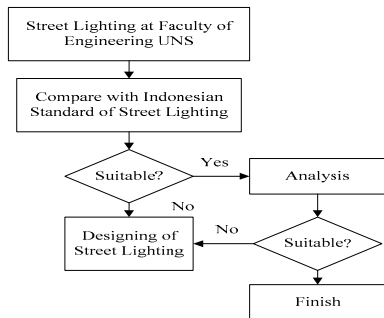 Street Lighting at Faculty of
Engineering UNS
Compare with Indonesian
Standard of Street Lighting
Suitable?
Yes
Analysis
No
Designing of
Street Lighting
No
Suitable?
Finish